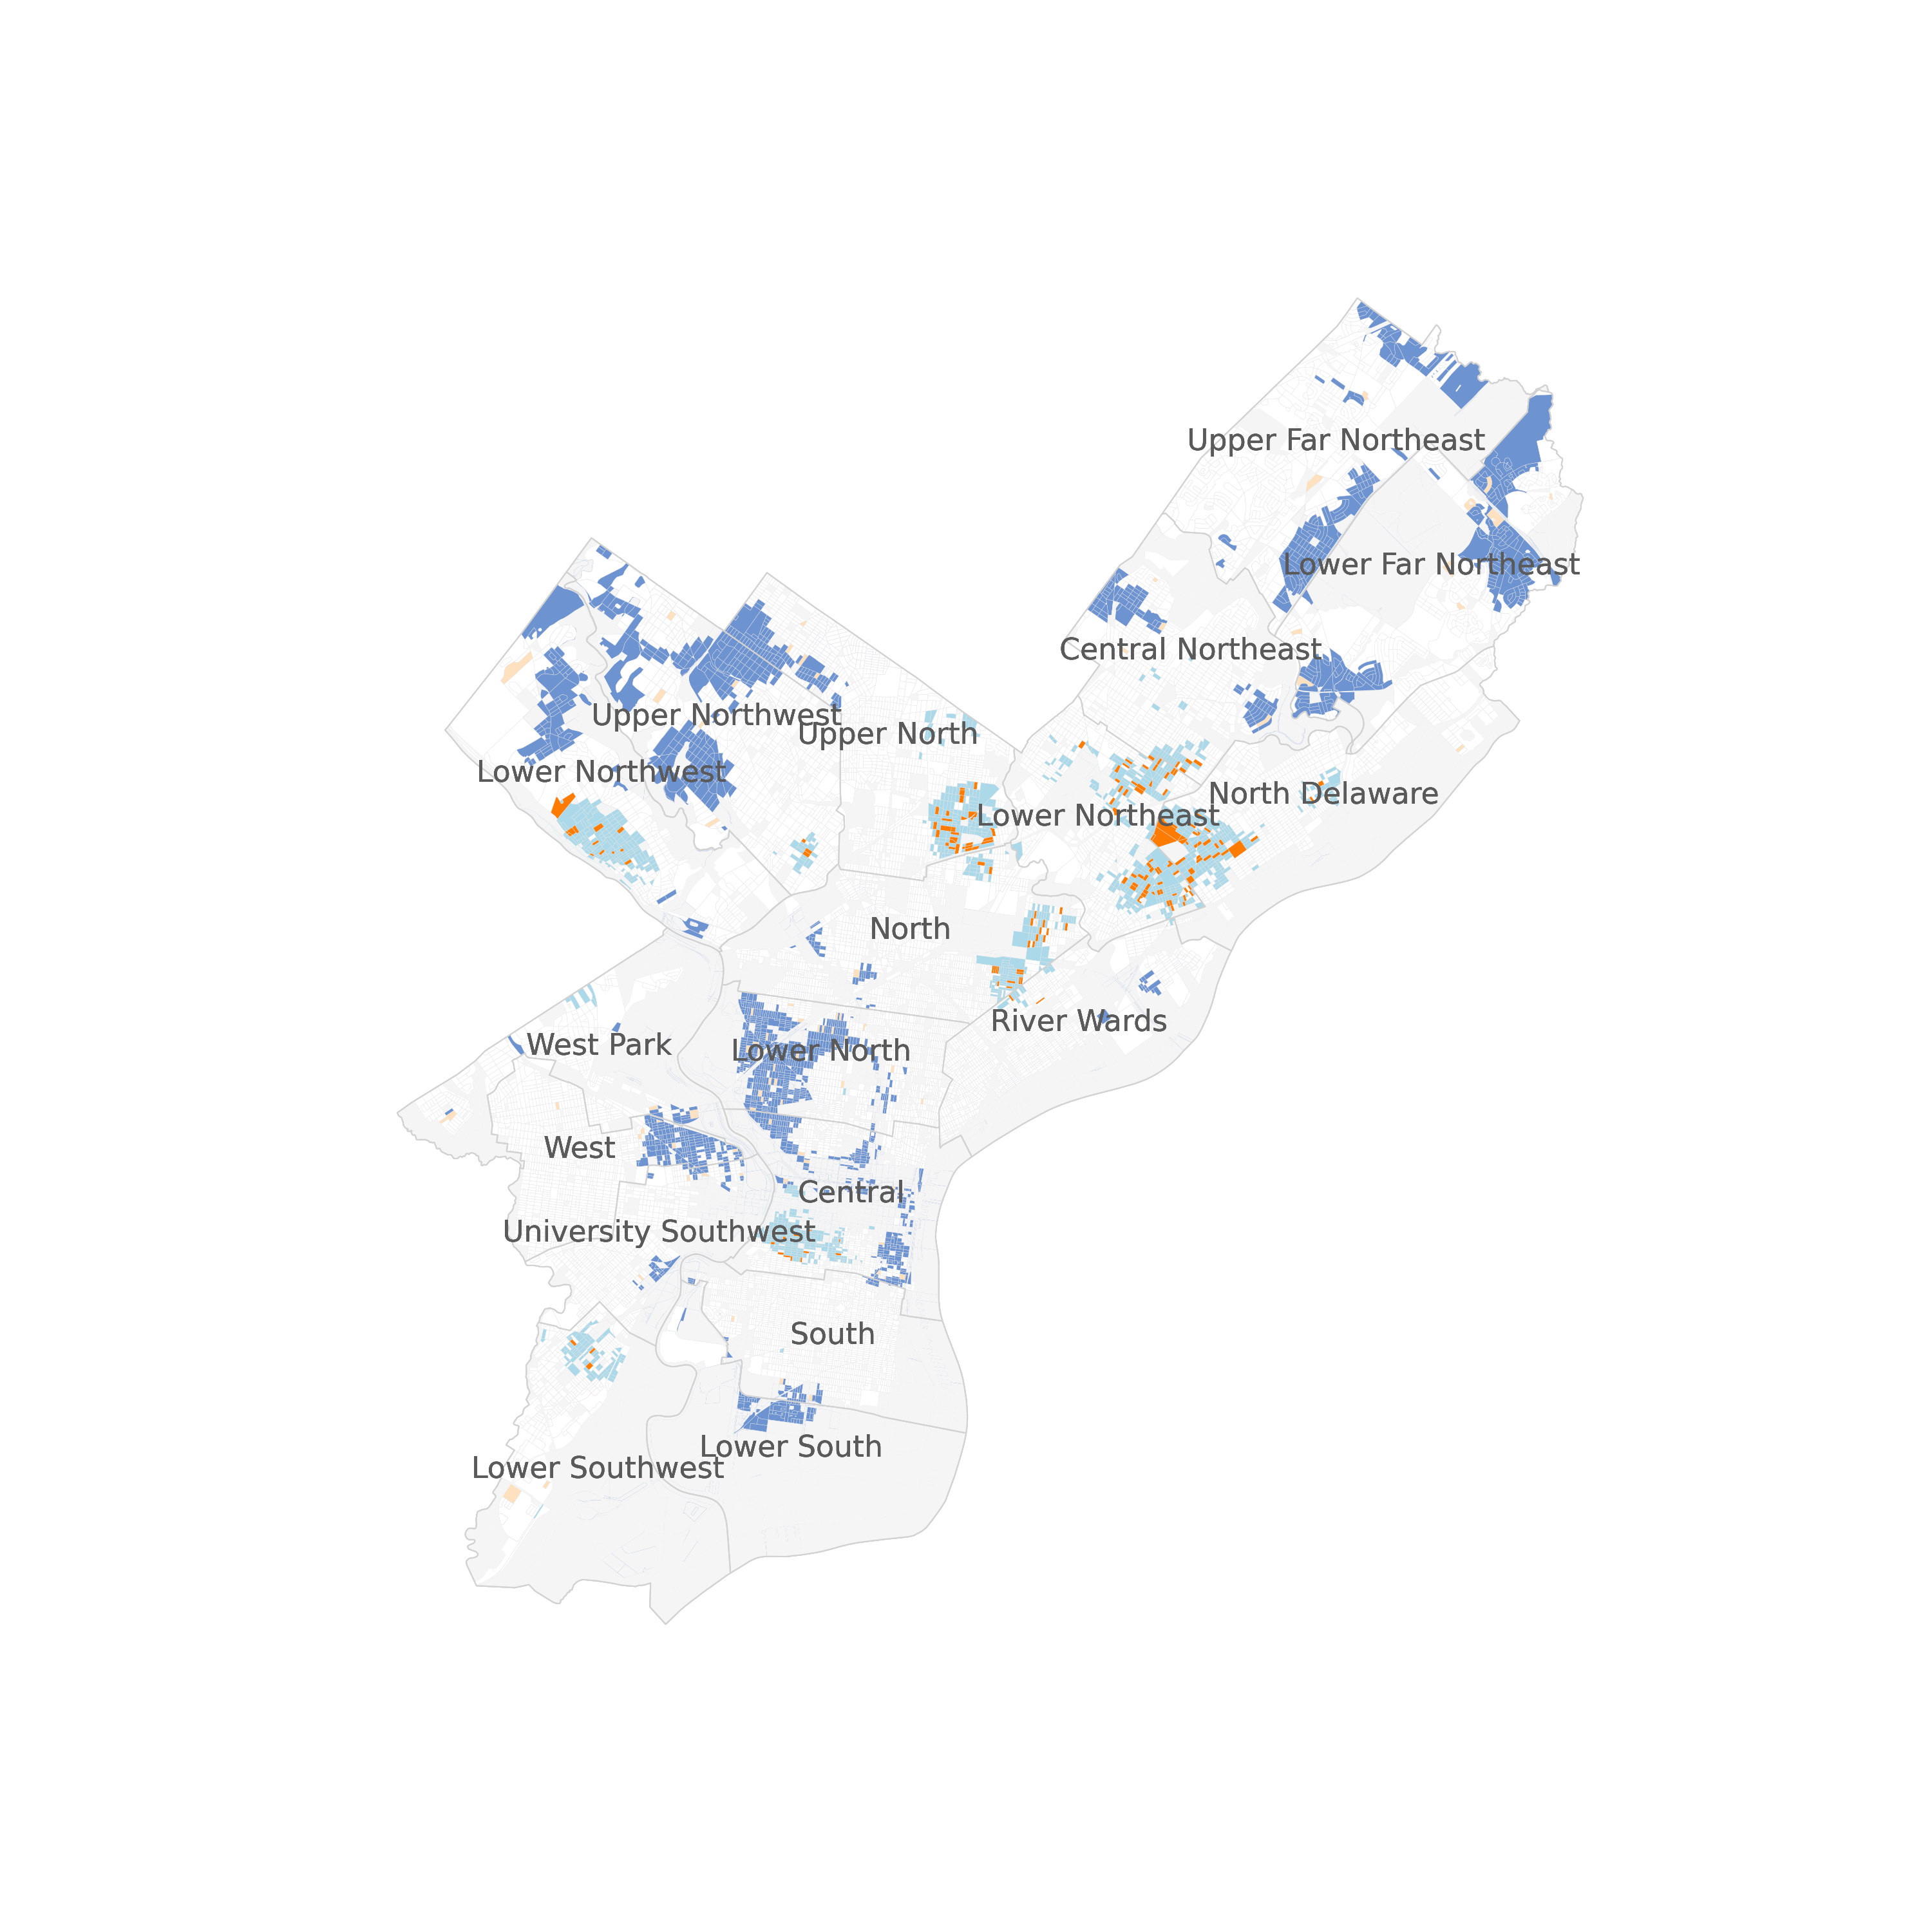 Upper Far Northeast
Lower Far Northeast
Central Northeast
Upper Northwest
Upper North
Lower Northwest
North Delaware
Lower Northeast
North
River Wards
West Park
Lower North
West
Central
University Southwest
South
Lower South
Lower Southwest